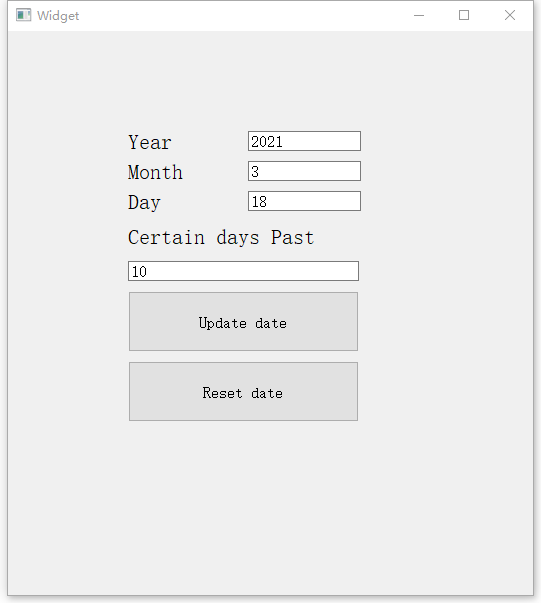 Widget
Year 2021
Month 3
Day 18
Certain days Past
10
Update date
Reset date